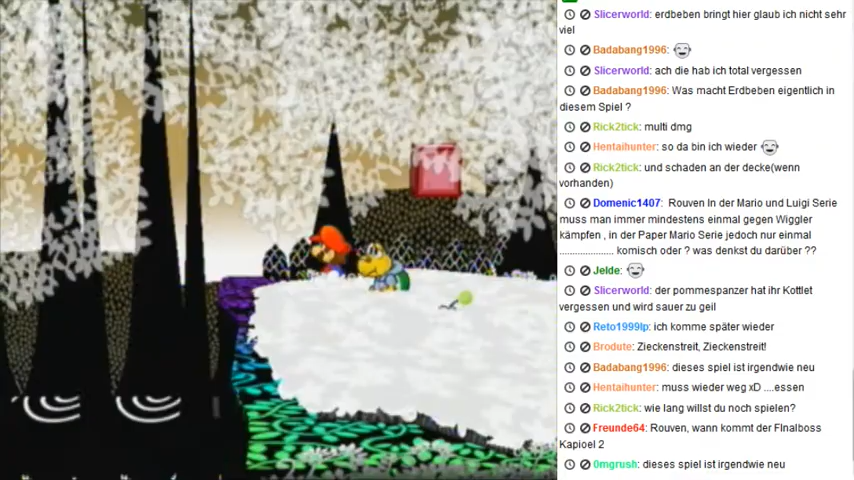 Slicerworld: erdbeben bringt hier glaub ich nicht sehr
viel
Badabang1996:
Slicerworld: ach die hab ich total vergessen
Badabang1996: Was macht Erdbeben eigentlich in
diesem Spiel ?
Rick2tick: multi dmg
Hentaihunter: so da bin ich wieder
Rick2tick: und schaden an der decke(wenn
vorhanden)
Domenic1407: Rouven In der Mario und Luigi Serie
muss man immer mindestens einmal gegen Wiggler
kämpfen , in der Paper Mario Serie jedoch nur einmal
.................... komisch oder ? was denkst du darüber ??
Jelde:
Slicerworld: der pommespanzer hat ihr Kottlet
vergessen und wird sauer zu geil
Reto1999lp: ich komme später wieder
Brodute: Zieckenstreit, Zieckenstreit!
Badabang1996: dieses spiel ist irgendwie neu
Hentaihunter: muss wieder weg xD ....essen
Rick2tick: wie lang willst du noch spielen?
Freunde64: Rouven, wann kommt der FInalboss
Kapioel 2
0mgrush: dieses spiel ist irgendwie neu